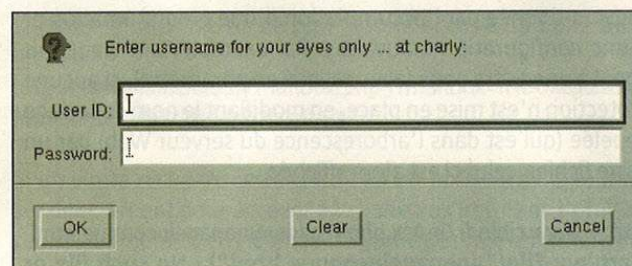 Enter username for your eyes only ... at charly:
User ID:
Password:
OK Clear Cancel